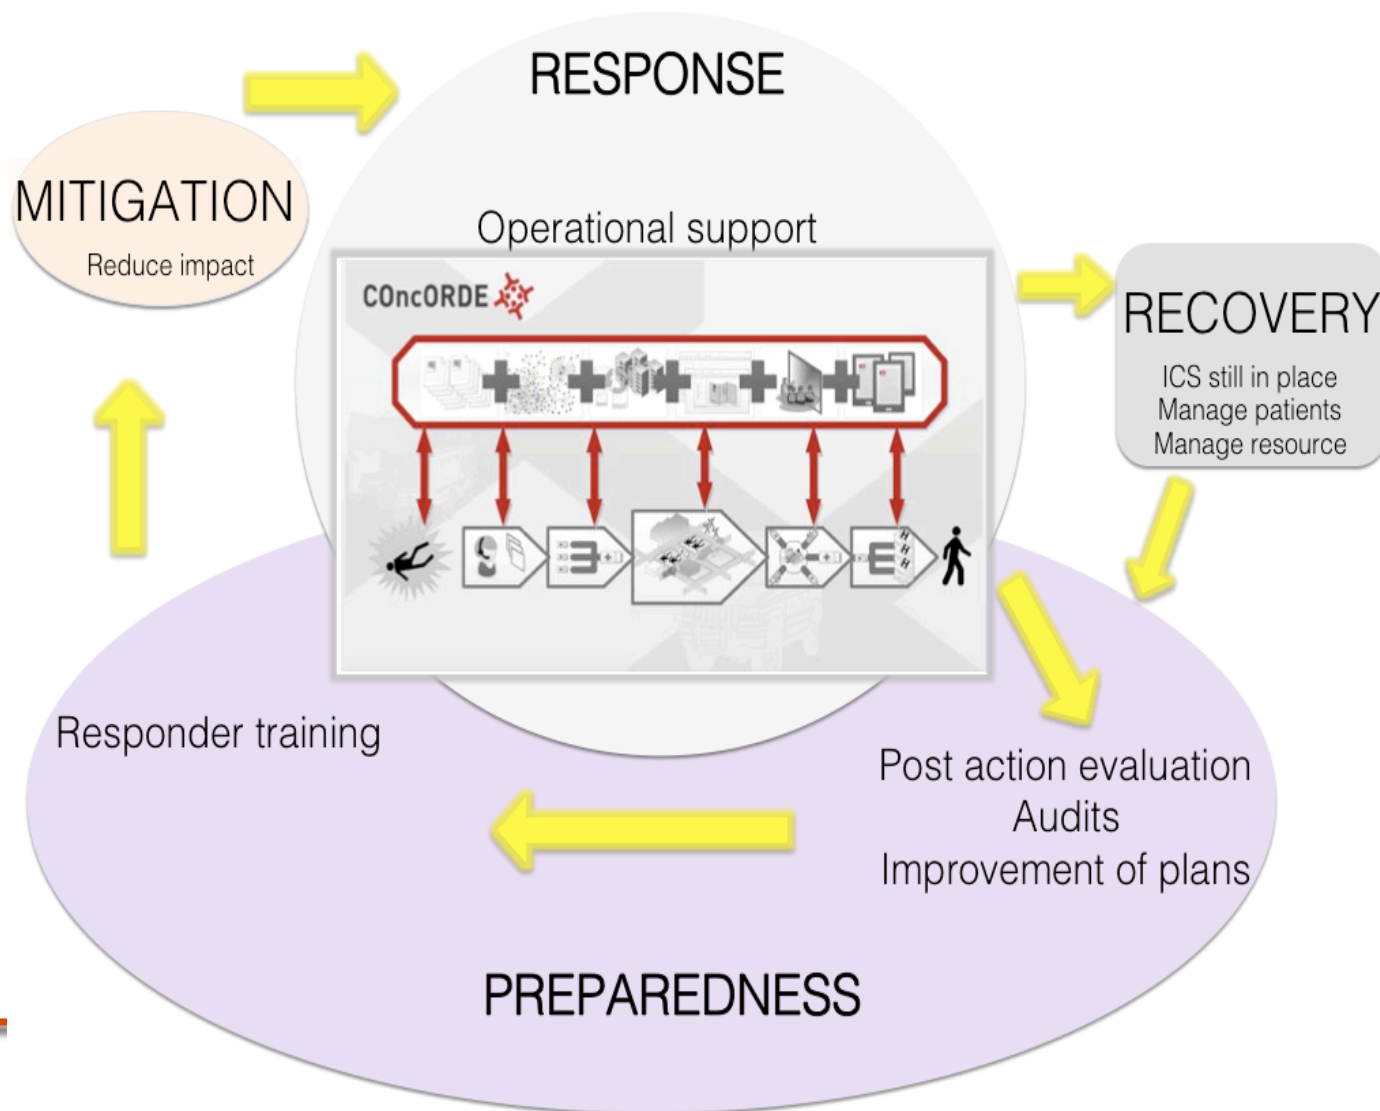 RESPONSE
MITIGATION
Reduce impact
Operational support
COncORDE
RECOVERY
ICS still in place
Manage patients
Manage resource
Responder training
Post action evaluation
Audits
Improvement of plans
PREPAREDNESS
H
H
H